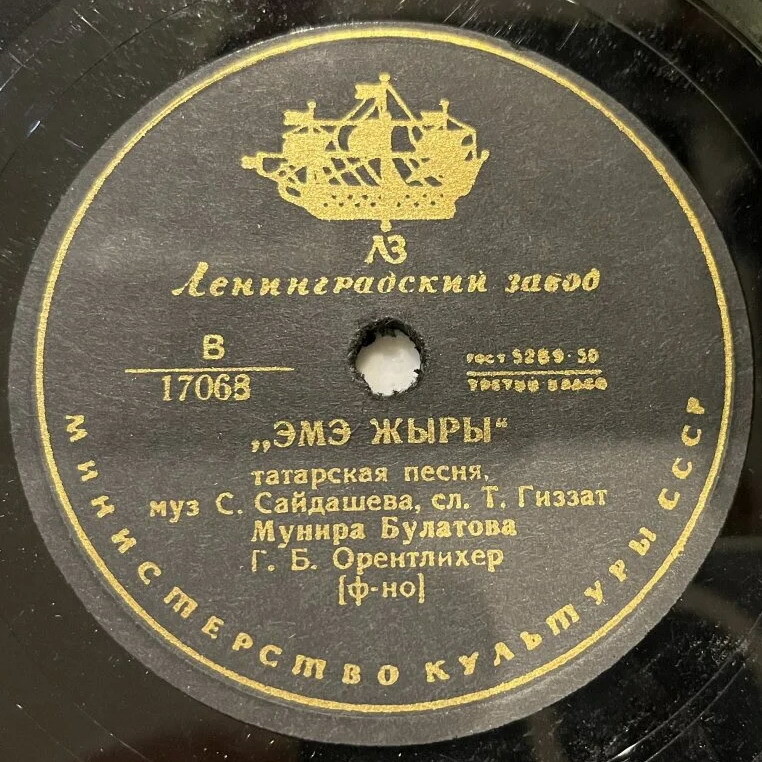 ЛЗ
Ленинградский завод
В
17068
ГОСТ 5289-50
„ЭМЭ ЖЫРЫ“
татарская песня,
муз С. Сайдашева, сл. Т. Гиззат
Мунира Булатова
Г. Б. Орентлихер
[ф-но]
МИНИСТЕРСТВО КУЛЬТУРЫ СССР